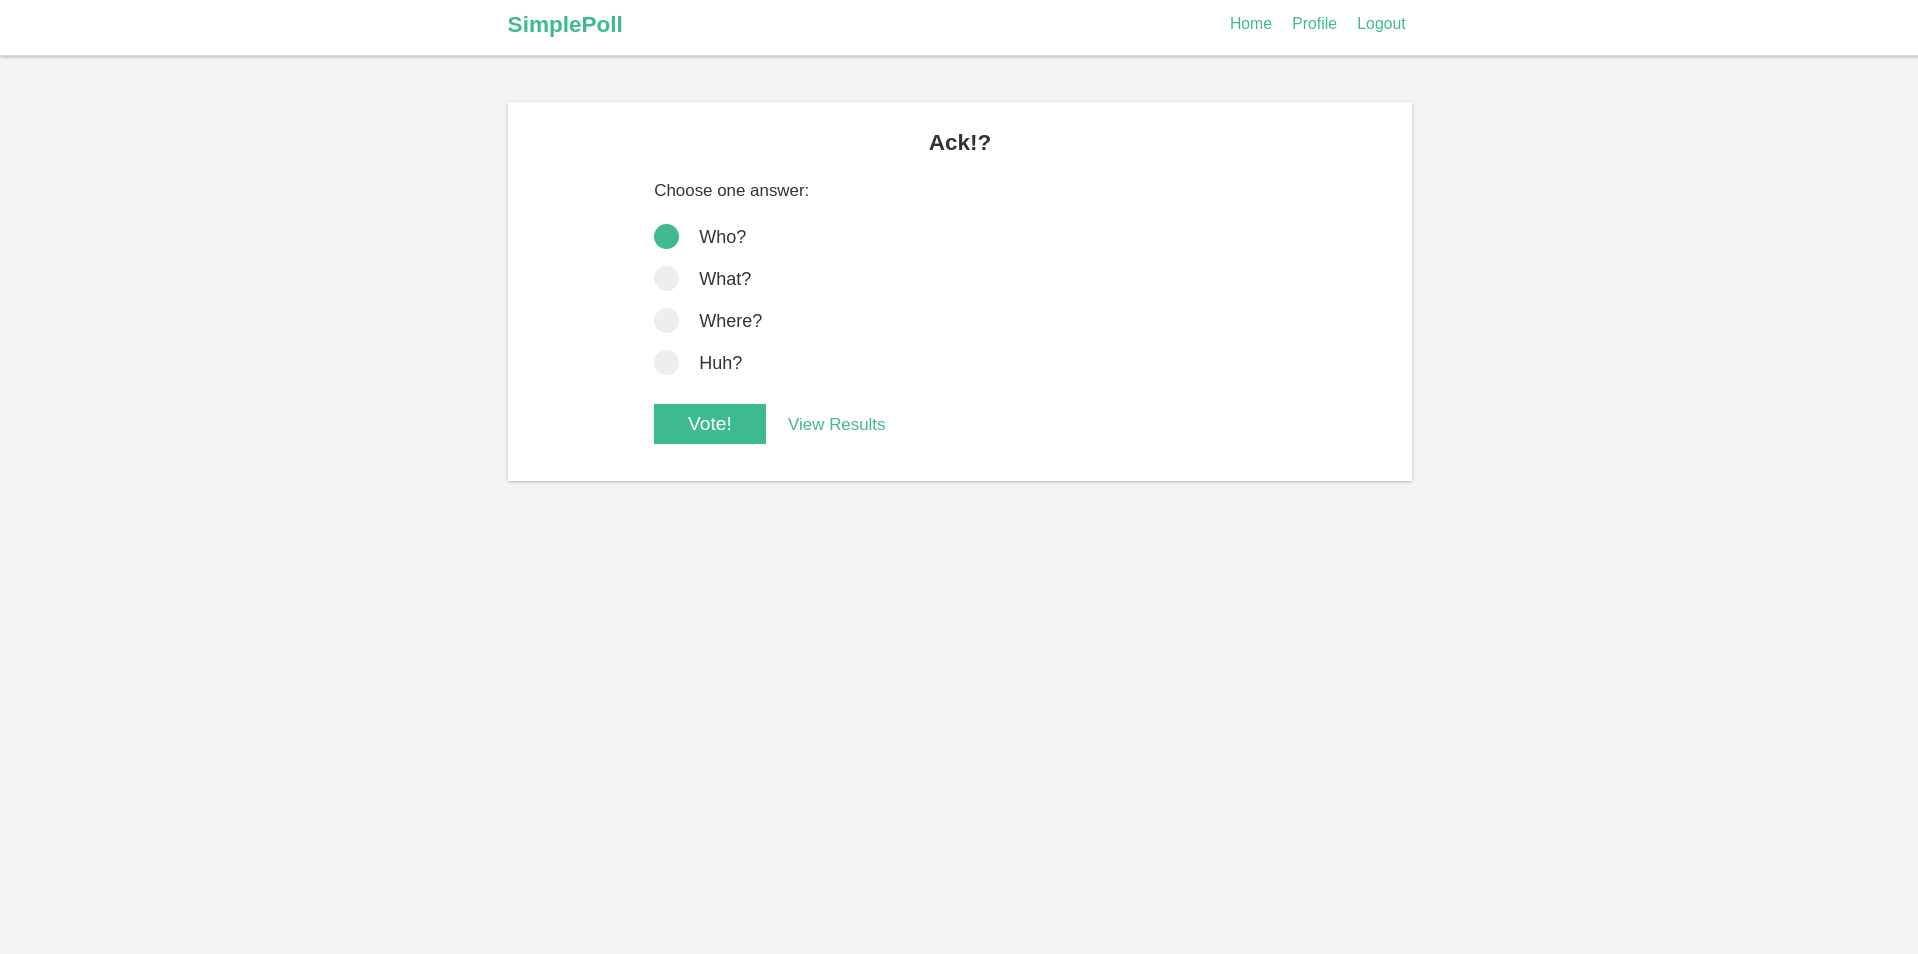 SimplePoll
Home Profile Logout
Ack!?
Choose one answer:
Who?
What?
Where?
Huh?
Vote! View Results